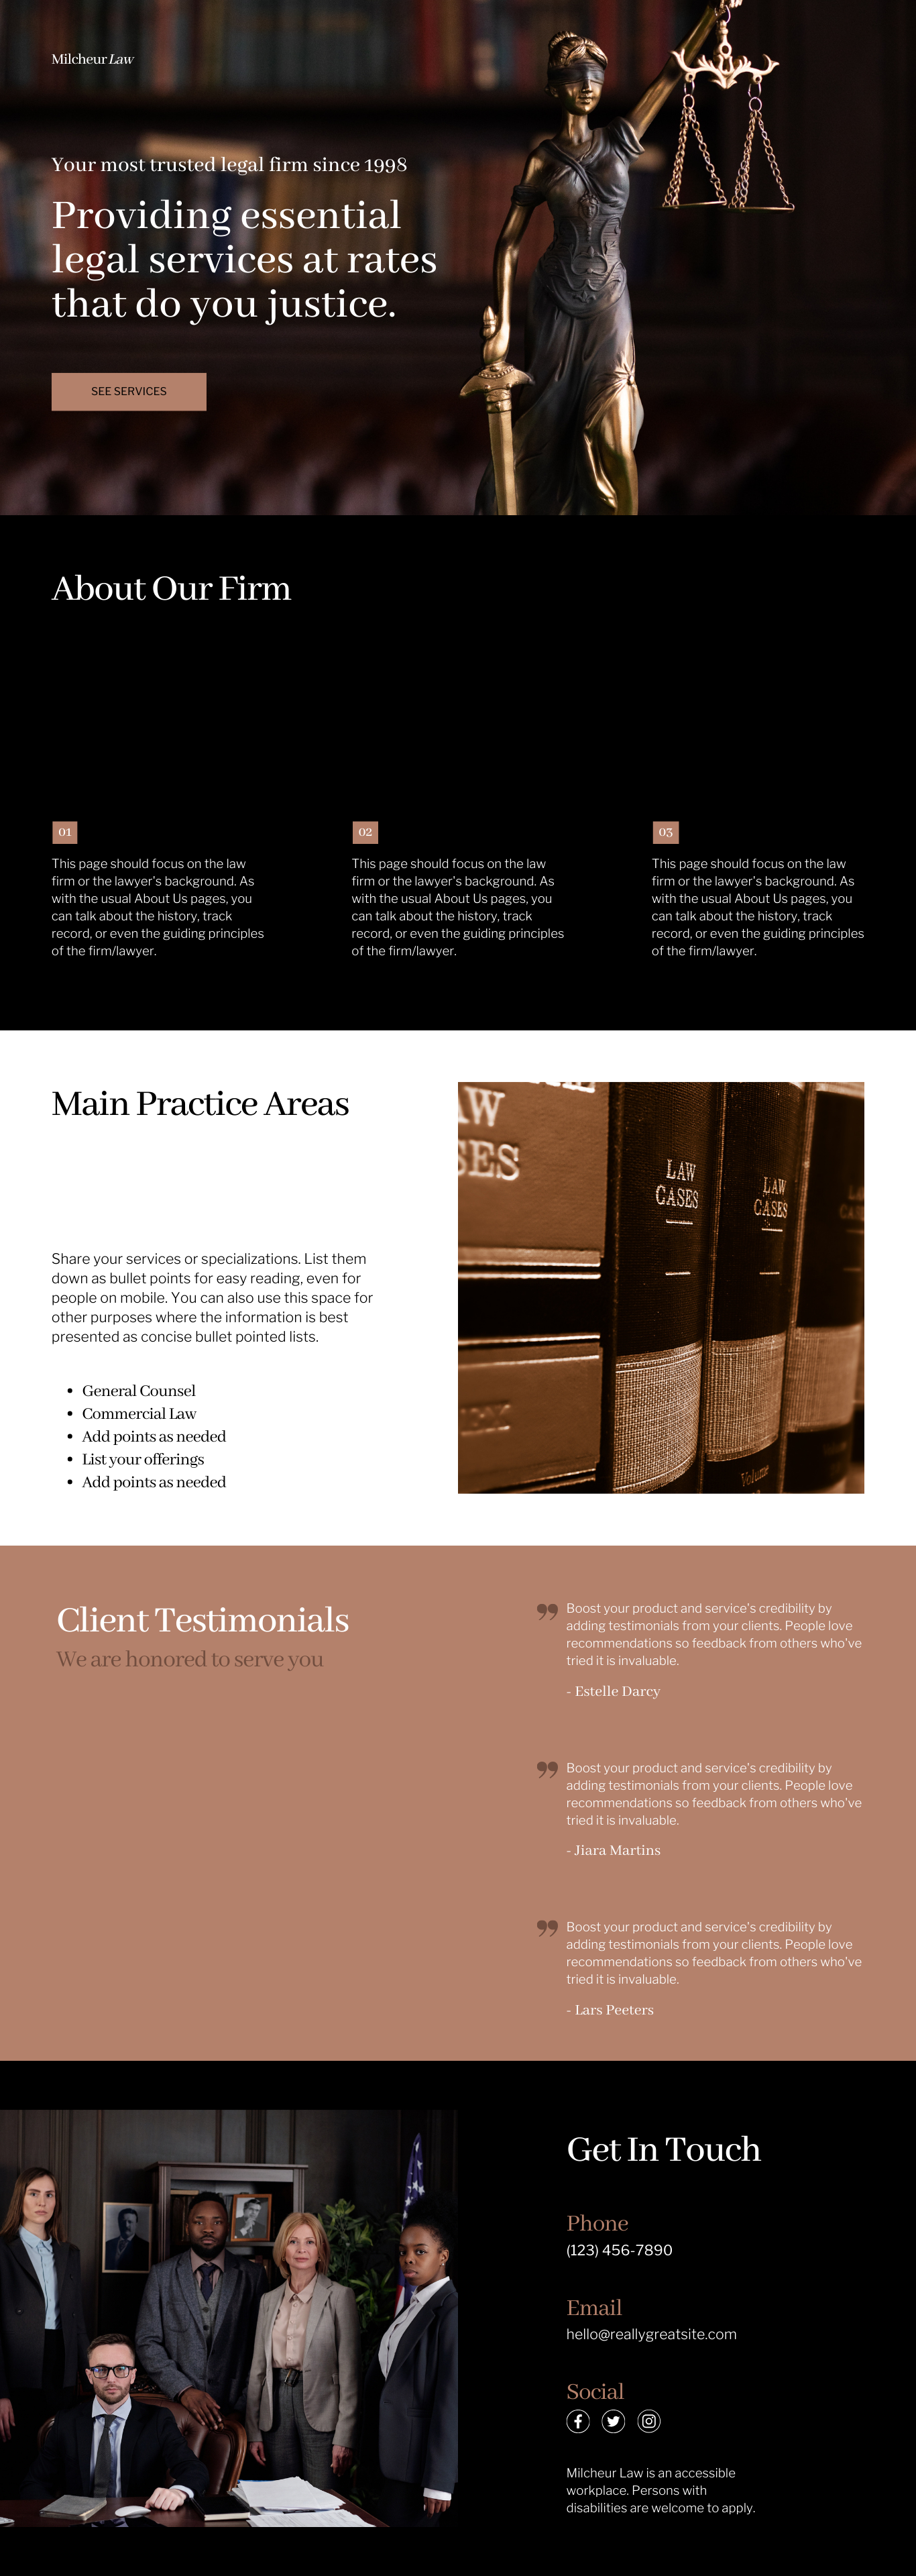 Milcheur Law
Your most trusted legal firm since 1998
Providing essential
legal services at rates
that do you justice.
SEE SERVICES
About Our Firm
01
This page should focus on the law
firm or the lawyer's background. As
with the usual About Us pages, you
can talk about the history, track
record, or even the guiding principles
of the firm/lawyer.
02
This page should focus on the law
firm or the lawyer's background. As
with the usual About Us pages, you
can talk about the history, track
record, or even the guiding principles
of the firm/lawyer.
03
This page should focus on the law
firm or the lawyer's background. As
with the usual About Us pages, you
can talk about the history, track
record, or even the guiding principles
of the firm/lawyer.
Main Practice Areas
Share your services or specializations. List them
down as bullet points for easy reading, even for
people on mobile. You can also use this space for
other purposes where the information is best
presented as concise bullet pointed lists.
• General Counsel
• Commercial Law
• Add points as needed
• List your offerings
• Add points as needed
LAW
CASES
LAW
CASES
Volume
Client Testimonials
We are honored to serve you
Boost your product and service's credibility by
adding testimonials from your clients. People love
recommendations so feedback from others who've
tried it is invaluable.
- Estelle Darcy
Boost your product and service's credibility by
adding testimonials from your clients. People love
recommendations so feedback from others who've
tried it is invaluable.
- Jiara Martins
Boost your product and service's credibility by
adding testimonials from your clients. People love
recommendations so feedback from others who've
tried it is invaluable.
- Lars Peeters
Get In Touch
Phone
(123) 456-7890
Email
hello@reallygreatsite.com
Social
Milcheur Law is an accessible
workplace. Persons with
disabilities are welcome to apply.